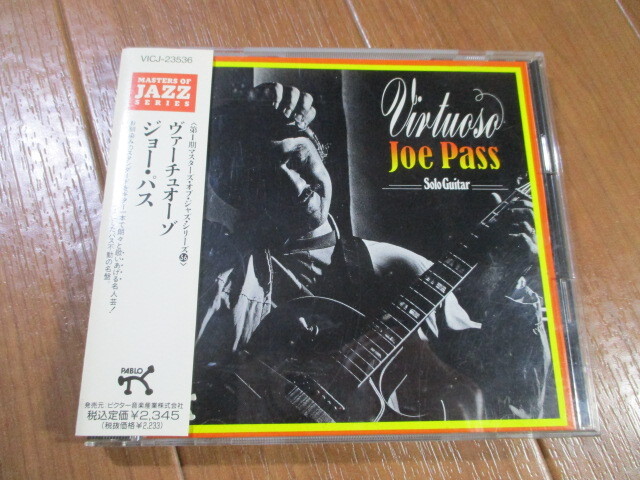 VICJ-23536
MASTERS OF
JAZZ
SERIES
《第4期マスターズ・オブ・ジャズ・シリーズ
ヴァーチュオーゾ
ジョー・パス
PABLO
発売元/ビクター音楽産業株式会社
税込定価¥2,345
(税抜価格¥2,233)
Virtuoso
Joe Pass
Solo Guitar